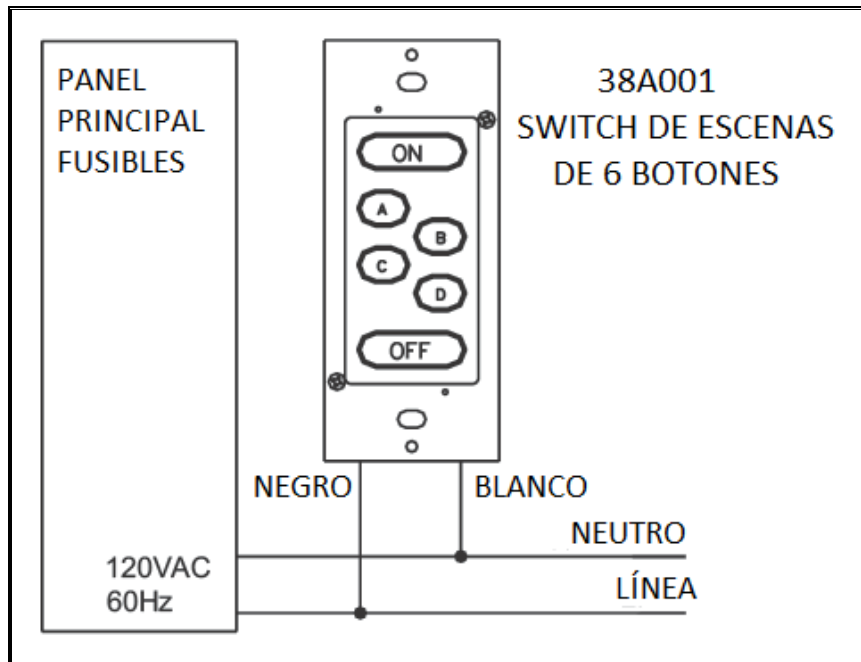 PANEL
PRINCIPAL
FUSIBLES
38A001
SWITCH DE ESCENAS
DE 6 BOTONES
ON
A
B
C
D
OFF
NEGRO
BLANCO
NEUTRO
LÍNEA
120VAC
60Hz